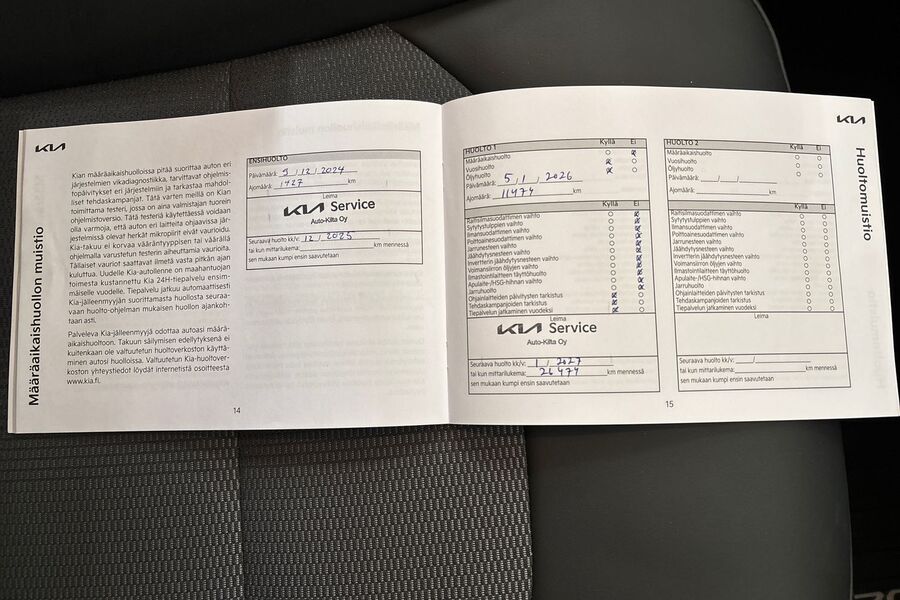 KIA
Määräaikaishuollon muistio
Kian määräaikaishuolloissa pitää suorittaa auton eri
järjestelmien vikadiagnostiikka, tarvittavat ohjelmis-
topäivitykset eri järjestelmiin ja tarkastaa mahdol-
liset tehdaskampanjat. Tätä varten meillä on Kian
toimittama testeri, jossa on aina valmistajan tuorein
ohjelmistoversio. Tätä testeriä käytettäessä voidaan
olla varmoja, että auton eri laitteita ohjaavissa jär-
jestelmissä olevat herkät mikropiirit eivät vaurioidu.
Kia-takuu ei korvaa vääräntyyppisen tai väärällä
ohjelmalla varustetun testerin aiheuttamia vaurioita.
Tällaiset vauriot saattavat ilmetä vasta pitkän ajan
kuluttua. Uudelle Kia-autoilenne on maahantuojan
toimesta kustannettu Kia 24H-tiepalvelu ensim-
mäiselle vuodelle. Tiepalvelu jatkuu automaattisesti
Kia-jälleenmyyjän suorittamasta huollosta seuraa-
vaan huolto-ohjelman mukaisen huollon ajankoh-
taan asti.
Palveleva Kia-jälleenmyyjä odottaa autoasi määrä-
aikaishuoltoon. Takuun säilymisen edellytyksenä ei
kuitenkaan ole valtuutetun huoltoverkoston käyttä-
minen autosi huolloissa. Valtuutetun Kia-huoltover-
koston yhteystiedot löydät internetistä osoitteesta
www.kia.fi.
ENSIHUOLTO
Päivämäärä: 9 / 12 / 2024
Ajomäärä: 1427 km
Leima
KIA Service
Auto-Kilta Oy
Seuraava huolto kk/v: 12 / 2025
tai kun mittarilukema: km
sen mukaan kumpi ensin saavutetaan
14
HUOLTO 1 Kyllä Ei
Määräaikaishuolto
Vuosihuolto
Öljyhuolto
Päivämäärä: 5 / 1 / 2026
Ajomäärä: 11474 km
Kyllä Ei
Raitisilmasuodattimen vaihto
Sytytystulppien vaihto
Ilmansuodattimen vaihto
Polttoainesuodattimen vaihto
Jarrunesteen vaihto
Jäähdytysnesteen vaihto
Invertterin jäähdytysnesteen vaihto
Voimansiirron öljyjen vaihto
Ilmastointilaitteen täyttöhuolto
Apulaite-/HSG-hihnan vaihto
Jarruhuolto
Ohjainlaitteiden päivitysten tarkistus
Tehdaskampanjoiden tarkistus
Tiepalvelun jatkaminen vuodeksi
Leima
KIA Service
Auto-Kilta Oy
Seuraava huolto kk/v: 1 / 2027
tai kun mittarilukema: 26474 km mennessä
sen mukaan kumpi ensin saavutetaan
15
HUOLTO 2 Kyllä Ei
Määräaikaishuolto
Vuosihuolto
Öljyhuolto
Päivämäärä: / /
Ajomäärä: km
Kyllä Ei
Raitisilmasuodattimen vaihto
Sytytystulppien vaihto
Ilmansuodattimen vaihto
Polttoainesuodattimen vaihto
Jarrunesteen vaihto
Jäähdytysnesteen vaihto
Invertterin jäähdytysnesteen vaihto
Voimansiirron öljyjen vaihto
Ilmastointilaitteen täyttöhuolto
Apulaite-/HSG-hihnan vaihto
Jarruhuolto
Ohjainlaitteiden päivitysten tarkistus
Tehdaskampanjoiden tarkistus
Tiepalvelun jatkaminen vuodeksi
Leima
Seuraava huolto kk/v: /
tai kun mittarilukema: km mennessä
sen mukaan kumpi ensin saavutetaan
KIA
Huoltomuistio